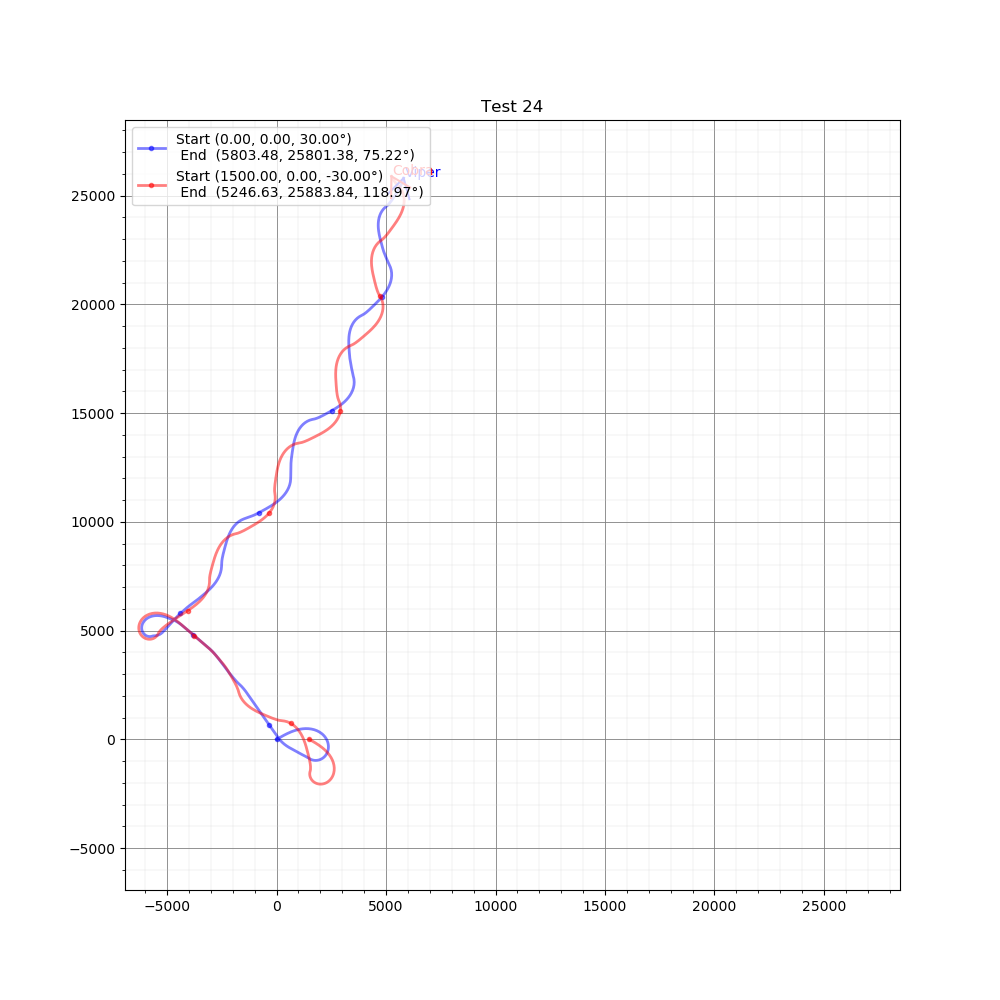 Test 24
Start (0.00, 0.00, 30.00°)
End (5803.48, 25801.38, 75.22°)
Start (1500.00, 0.00, -30.00°)
End (5246.63, 25883.84, 118.97°)
Cobra
Viper
25000
20000
15000
10000
5000
0
−5000
−5000 0 5000 10000 15000 20000 25000